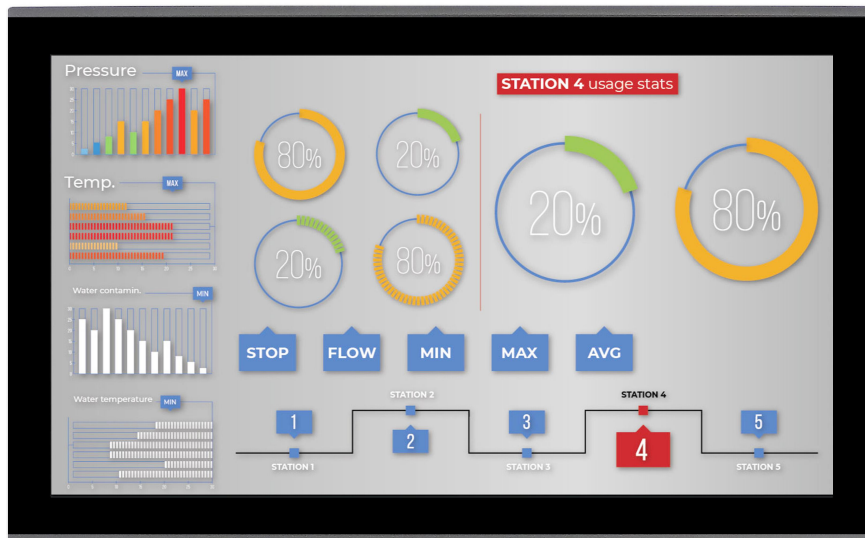 Pressure
MAX
STATION 4 usage stats
80%
20%
20%
80%
Temp.
MAX
20%
80%
Water contamin.
MIN
STOP
FLOW
MIN
MAX
AVG
Water temperature
MIN
STATION 2
STATION 4
1
2
3
4
5
STATION 1
STATION 3
STATION 5